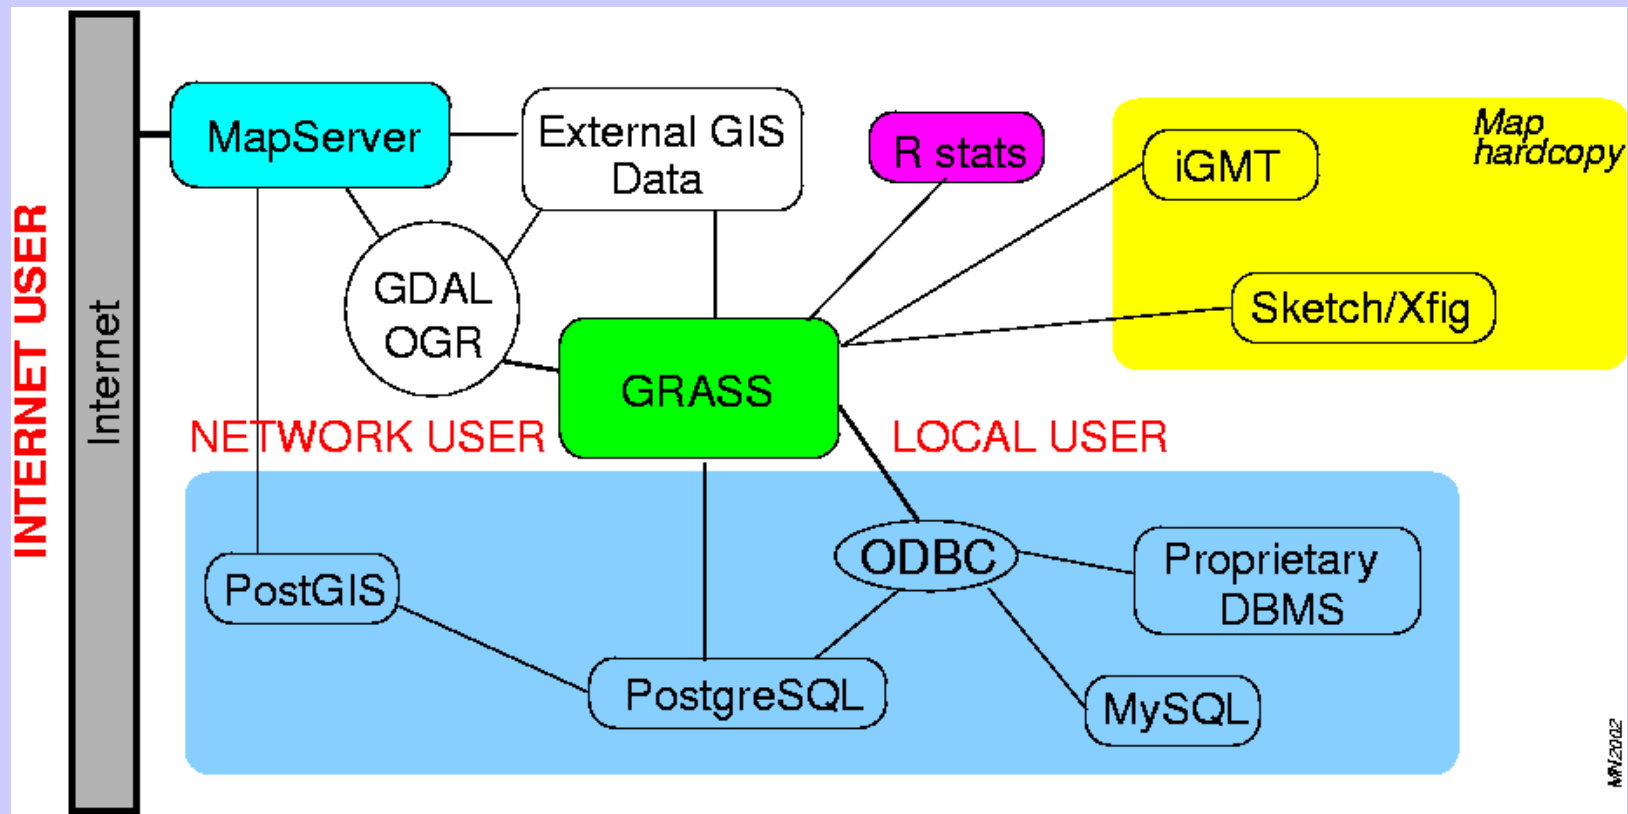 INTERNET USER
Internet
MapServer
External GIS
Data
R stats
iGMT
Map
hardcopy
GDAL
OGR
Sketch/Xfig
GRASS
NETWORK USER
LOCAL USER
PostGIS
ODBC
Proprietary
DBMS
PostgreSQL
MySQL
MN2002